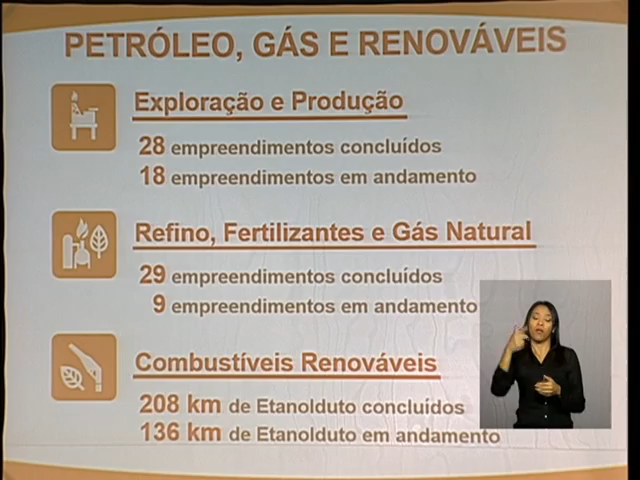 PETRÓLEO, GÁS E RENOVÁVEIS
Exploração e Produção
28 empreendimentos concluídos
18 empreendimentos em andamento
Refino, Fertilizantes e Gás Natural
29 empreendimentos concluídos
9 empreendimentos em andamento
Combustíveis Renováveis
208 km de Etanolduto concluídos
136 km de Etanolduto em andamento